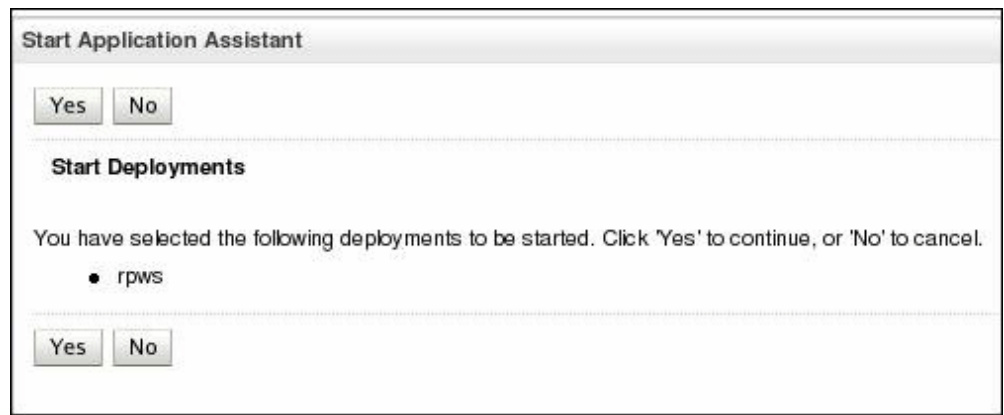 Start Application Assistant
Yes No
Start Deployments
You have selected the following deployments to be started. Click 'Yes' to continue, or 'No' to cancel.
• rpws
Yes No